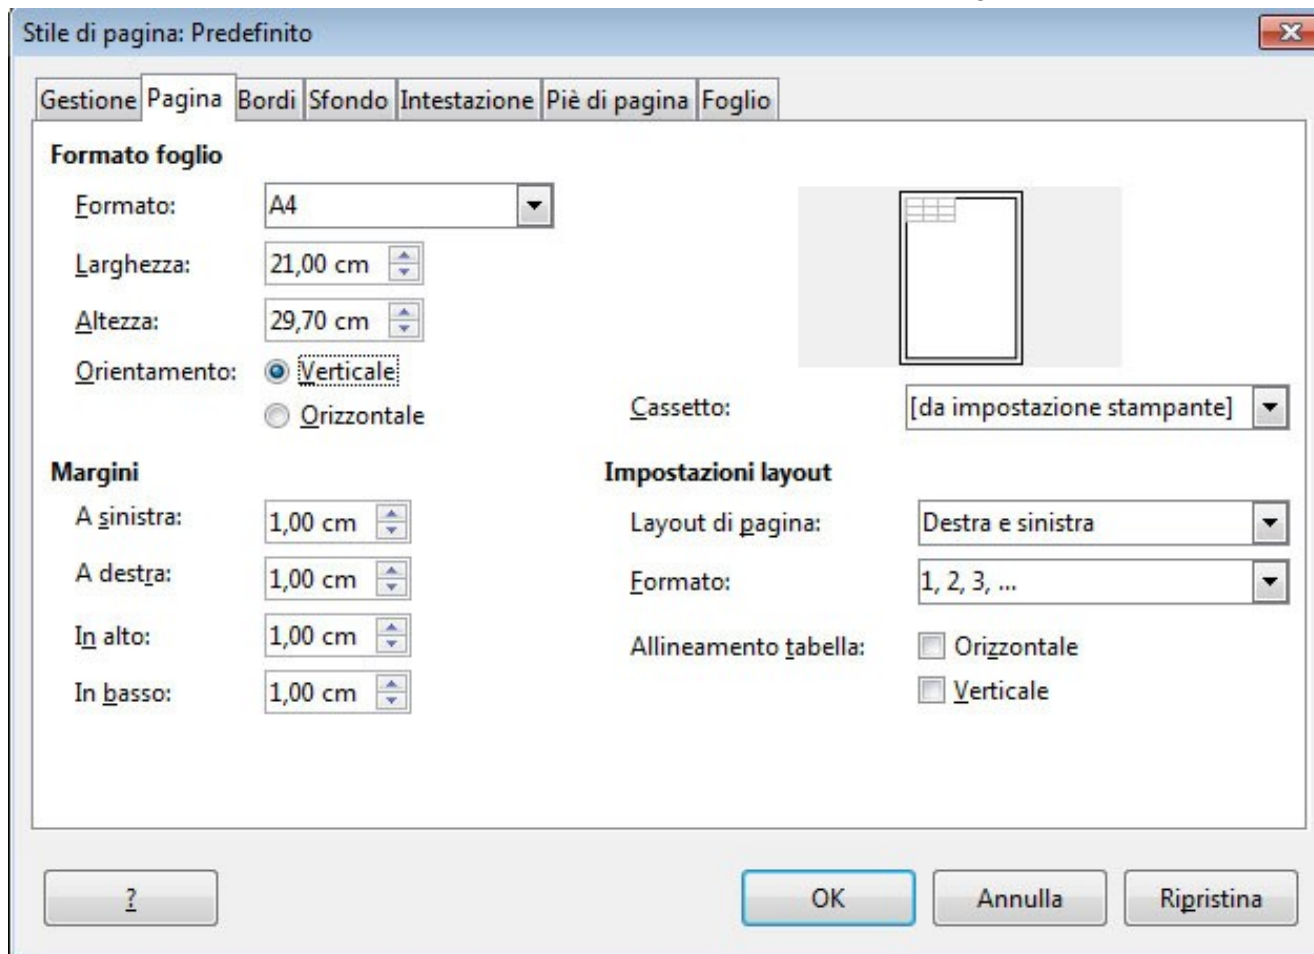 Stile di pagina: Predefinito
Gestione Pagina Bordi Sfondo Intestazione Piè di pagina Foglio
Formato foglio
Formato: A4
Larghezza: 21,00 cm
Altezza: 29,70 cm
Orientamento: Verticale
Orizzontale
Cassetto: [da impostazione stampante]
Margini
A sinistra: 1,00 cm
A destra: 1,00 cm
In alto: 1,00 cm
In basso: 1,00 cm
Impostazioni layout
Layout di pagina: Destra e sinistra
Formato: 1, 2, 3, ...
Allineamento tabella: Orizzontale
Verticale
? OK Annulla Ripristina